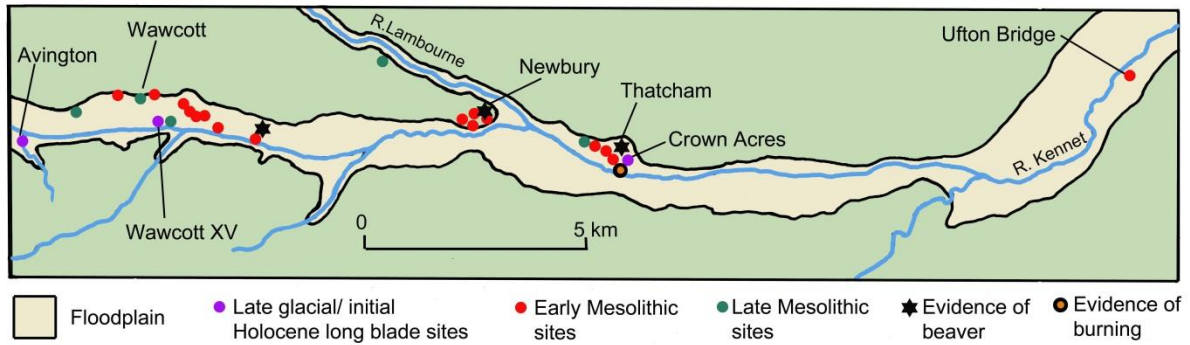 Wawcott
Avington
R.Lambourne
Newbury
Thatcham
Crown Acres
Ufton Bridge
R. Kennet
Wawcott XV
0
5 km
Floodplain
Late glacial/ initial
Holocene long blade sites
Early Mesolithic
sites
Late Mesolithic
sites
Evidence of
beaver
Evidence of
burning